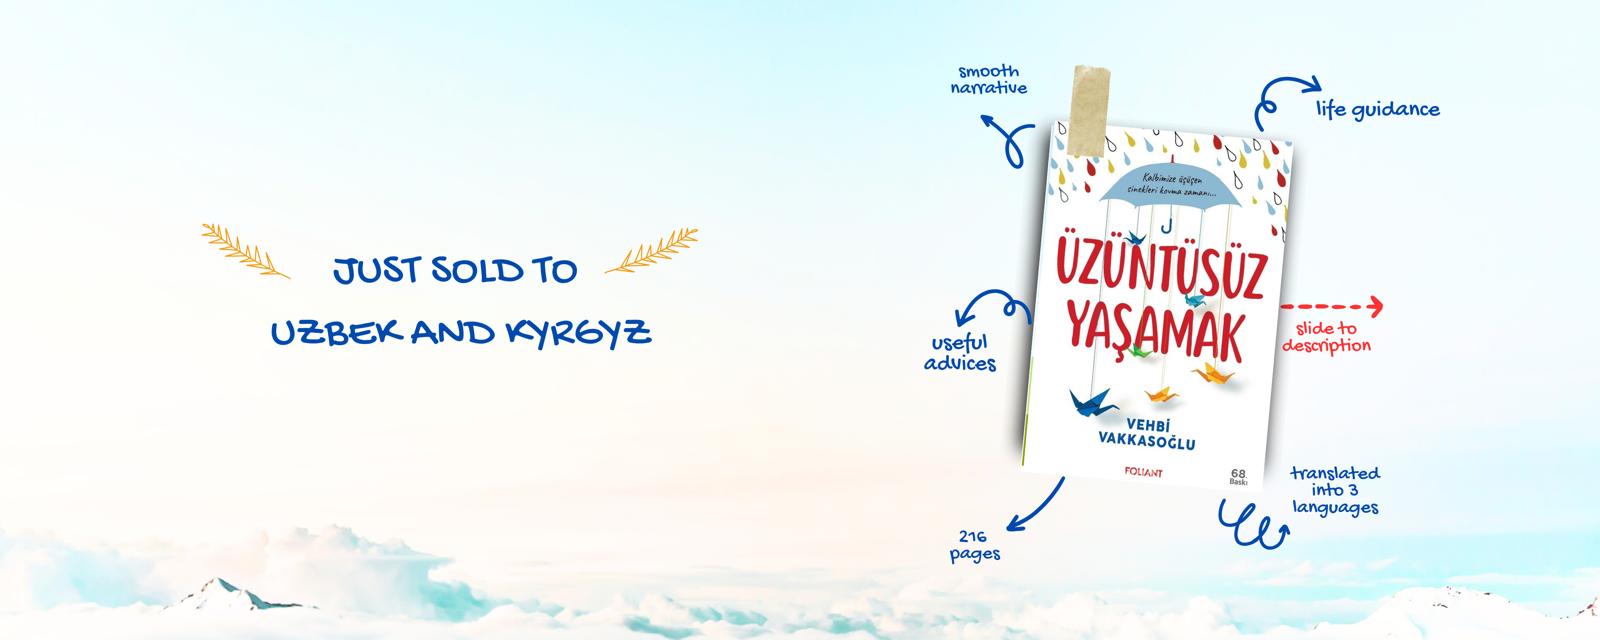 JUST SOLD TO
UZBEK AND KYRGYZ
smooth
narrative
life guidance
Kalbimize üşüşen
sinekleri kovma zamanı...
ÜZÜNTÜSÜZ
YAŞAMAK
useful
advices
slide to
description
VEHBİ
VAKKASOĞLU
FOLIANT
68.
Baskı
translated
into 3
languages
216
pages